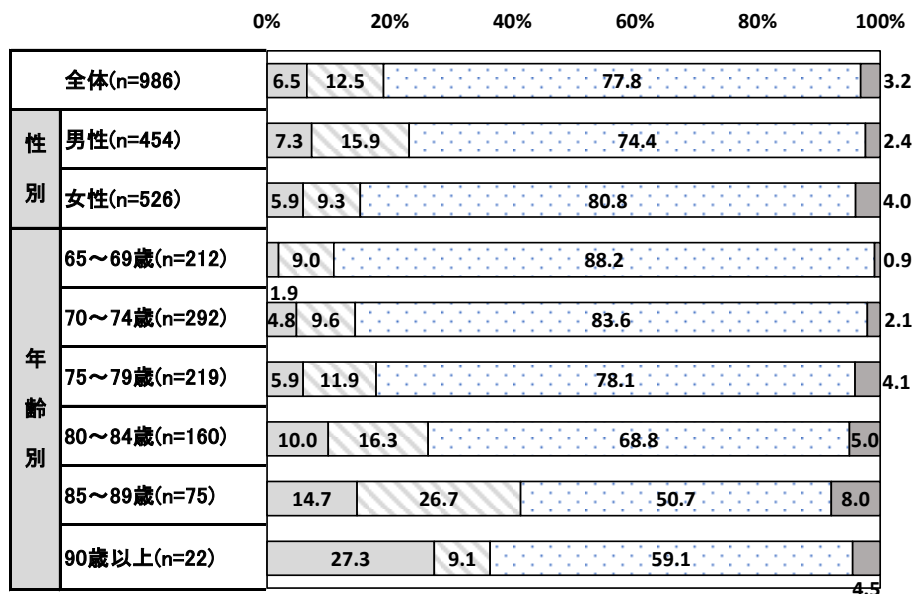 0% 20% 40% 60% 80% 100%
全体(n=986) 6.5 12.5 77.8 3.2
性別
男性(n=454) 7.3 15.9 74.4 2.4
女性(n=526) 5.9 9.3 80.8 4.0
年齢別
65～69歳(n=212) 1.9 9.0 88.2 0.9
70～74歳(n=292) 4.8 9.6 83.6 2.1
75～79歳(n=219) 5.9 11.9 78.1 4.1
80～84歳(n=160) 10.0 16.3 68.8 5.0
85～89歳(n=75) 14.7 26.7 50.7 8.0
90歳以上(n=22) 27.3 9.1 59.1 4.5